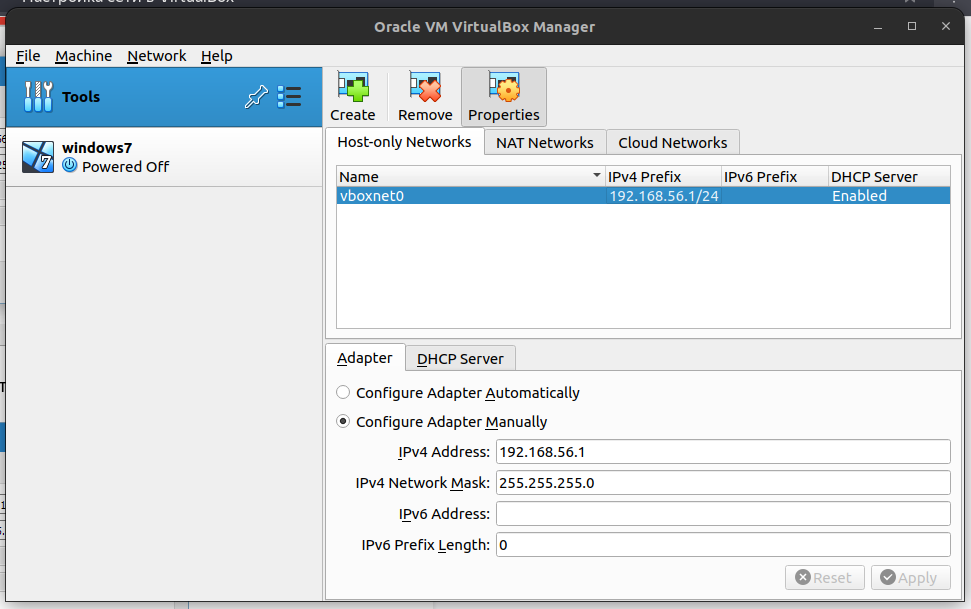 Настройка сети в VirtualBox
Oracle VM VirtualBox Manager
File Machine Network Help
Tools
windows7
Powered Off
Create Remove Properties
Host-only Networks NAT Networks Cloud Networks
Name IPv4 Prefix IPv6 Prefix DHCP Server
vboxnet0 192.168.56.1/24 Enabled
Adapter DHCP Server
Configure Adapter Automatically
Configure Adapter Manually
IPv4 Address: 192.168.56.1
IPv4 Network Mask: 255.255.255.0
IPv6 Address:
IPv6 Prefix Length: 0
Reset Apply